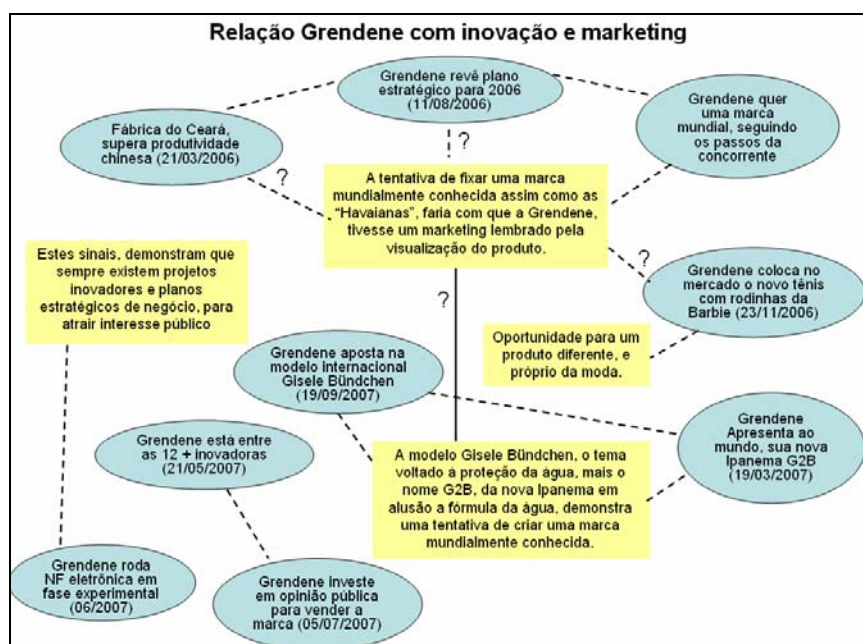 Relação Grendene com inovação e marketing
Grendene revê plano
estratégico para 2006
(11/08/2006)
Fábrica do Ceará,
supera produtividade
chinesa (21/03/2006)
Grendene quer
uma marca
mundial, seguindo
os passos da
concorrente
?
?
A tentativa de fixar uma marca
mundialmente conhecida assim como as
“Havaianas”, faria com que a Grendene,
tivesse um marketing lembrado pela
visualização do produto.
?
Estes sinais, demonstram que
sempre existem projetos
inovadores e planos
estratégicos de negócio, para
atrair interesse público
Grendene coloca no
mercado o novo tênis
com rodinhas da
Barbie (23/11/2006)
?
Oportunidade para um
produto diferente, e
próprio da moda.
Grendene aposta na
modelo internacional
Gisele Bündchen
(19/09/2007)
Grendene está entre
as 12 + inovadoras
(21/05/2007)
A modelo Gisele Bündchen, o tema
voltado á proteção da água, mais o
nome G2B, da nova Ipanema em
alusão a fórmula da água, demonstra
uma tentativa de criar uma marca
mundialmente conhecida.
Grendene
Apresenta ao
mundo, sua nova
Ipanema G2B
(19/03/2007)
Grendene roda
NF eletrônica em
fase experimental
(06/2007)
Grendene investe
em opinião pública
para vender a
marca (05/07/2007)